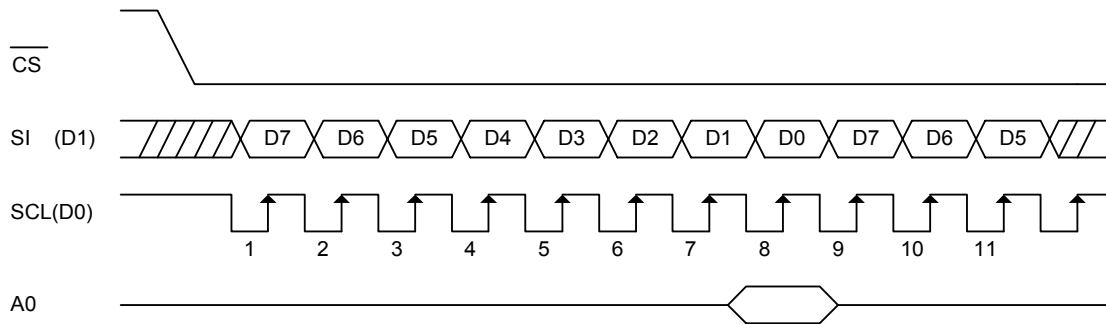 CS
SI (D1) D7 D6 D5 D4 D3 D2 D1 D0 D7 D6 D5
SCL(D0)
1 2 3 4 5 6 7 8 9 10 11
A0